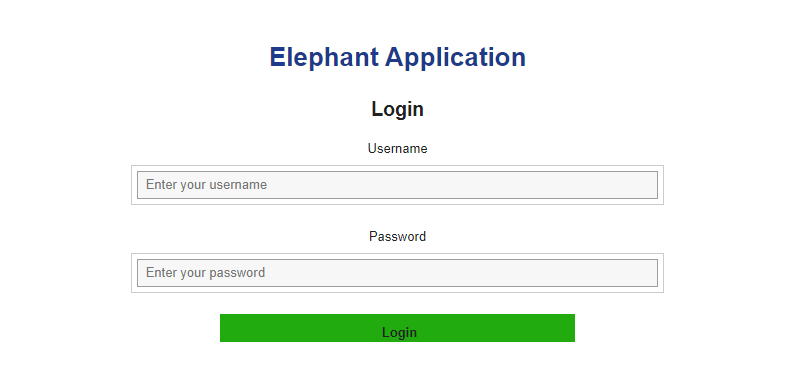 Elephant Application
Login
Username
Enter your username
Password
Enter your password
Login